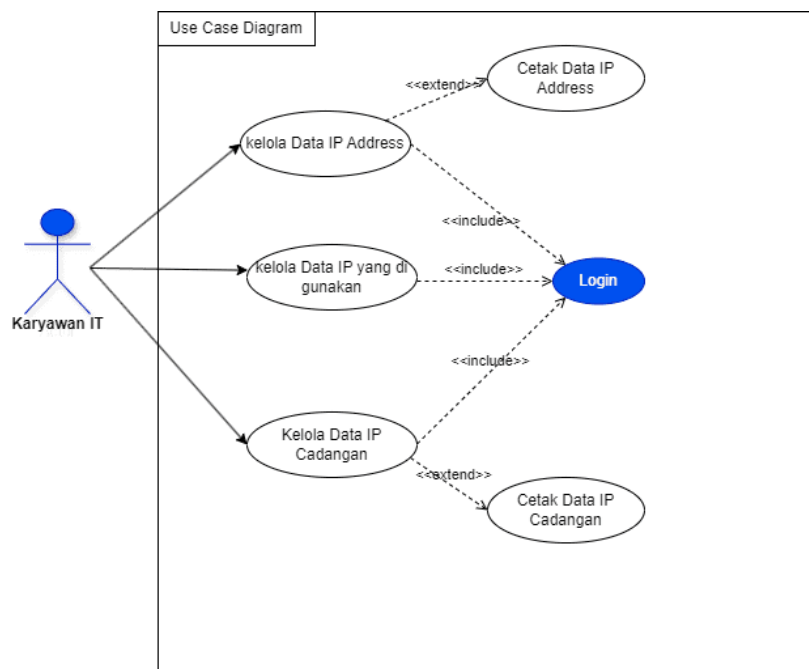 Use Case Diagram
Cetak Data IP
Address
<<extend>>
kelola Data IP Address
<<include>>
kelola Data IP yang di
gunakan
<<include>>
Login
Karyawan IT
<<include>>
Kelola Data IP
Cadangan
<<extend>>
Cetak Data IP
Cadangan